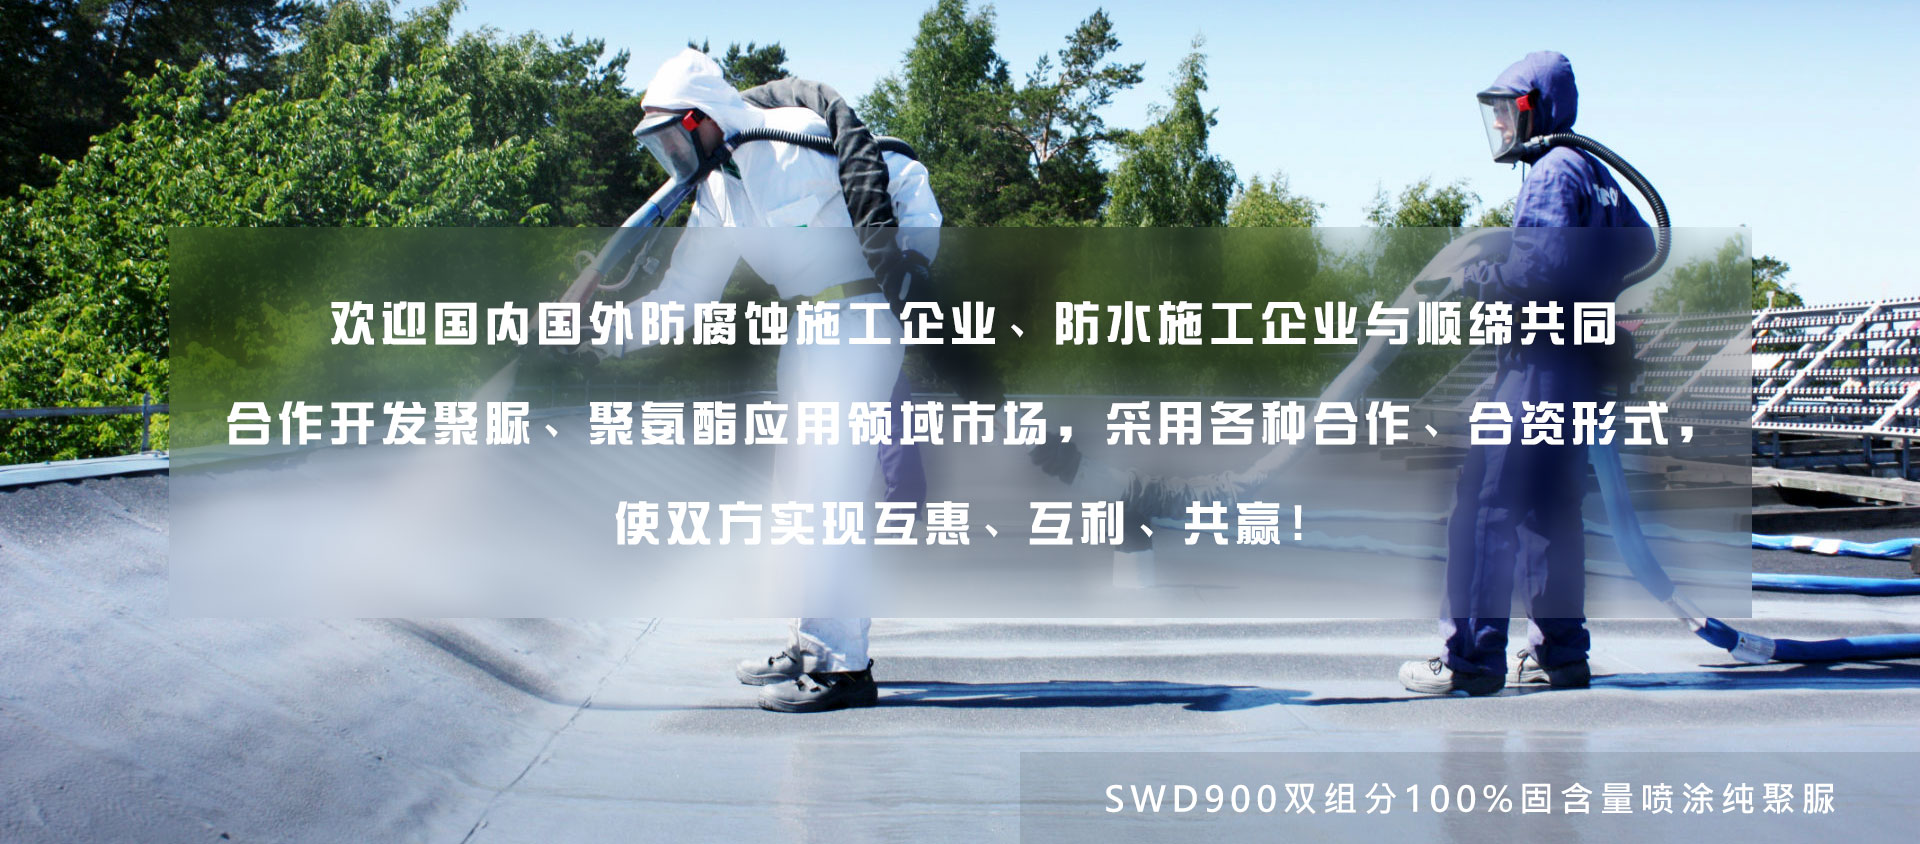 欢迎国内国外防腐蚀施工企业、防水施工企业与顺缔共同
合作开发聚脲、聚氨酯应用领域市场，采用各种合作、合资形式，
使双方实现互惠、互利、共赢！
SWD900双组分100%固含量喷涂纯聚脲